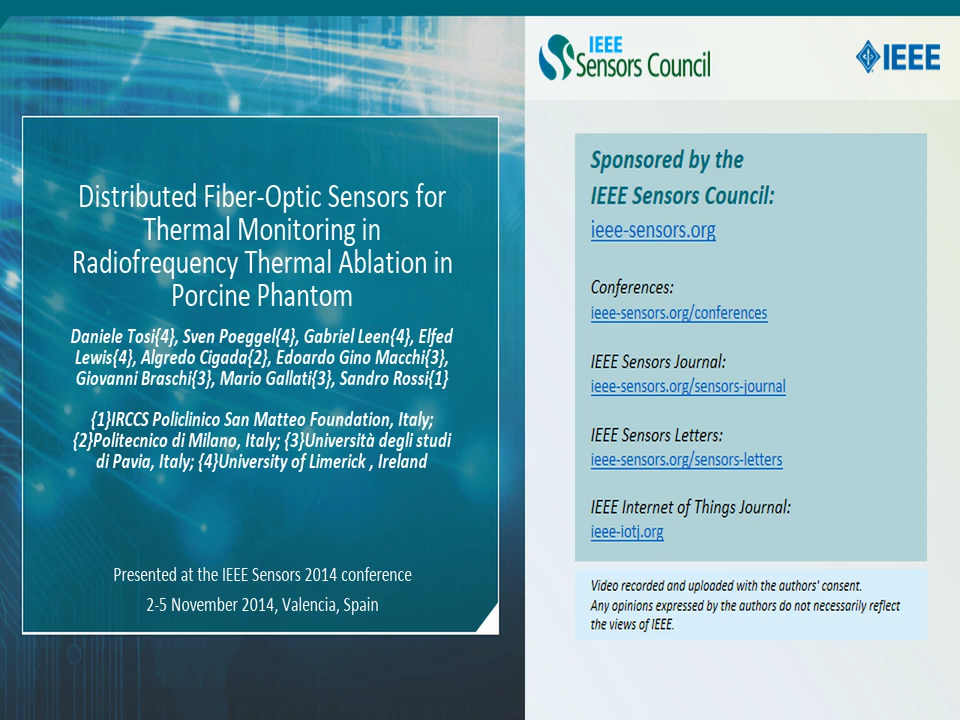 Distributed Fiber-Optic Sensors for
Thermal Monitoring in
Radiofrequency Thermal Ablation in
Porcine Phantom
Daniele Tosi{4}, Sven Poeggel{4}, Gabriel Leen{4}, Elfed
Lewis{4}, Algredo Cigada{2}, Edoardo Gino Macchi{3},
Giovanni Braschi{3}, Mario Gallati{3}, Sandro Rossi{1}
{1}IRCCS Policlinico San Matteo Foundation, Italy;
{2}Politecnico di Milano, Italy; {3}Università degli studi
di Pavia, Italy; {4}University of Limerick , Ireland
Presented at the IEEE Sensors 2014 conference
2-5 November 2014, Valencia, Spain
IEEE
Sensors Council
IEEE
Sponsored by the
IEEE Sensors Council:
ieee-sensors.org
Conferences:
ieee-sensors.org/conferences
IEEE Sensors Journal:
ieee-sensors.org/sensors-journal
IEEE Sensors Letters:
ieee-sensors.org/sensors-letters
IEEE Internet of Things Journal:
ieee-iotj.org
Video recorded and uploaded with the authors' consent.
Any opinions expressed by the authors do not necessarily reflect
the views of IEEE.